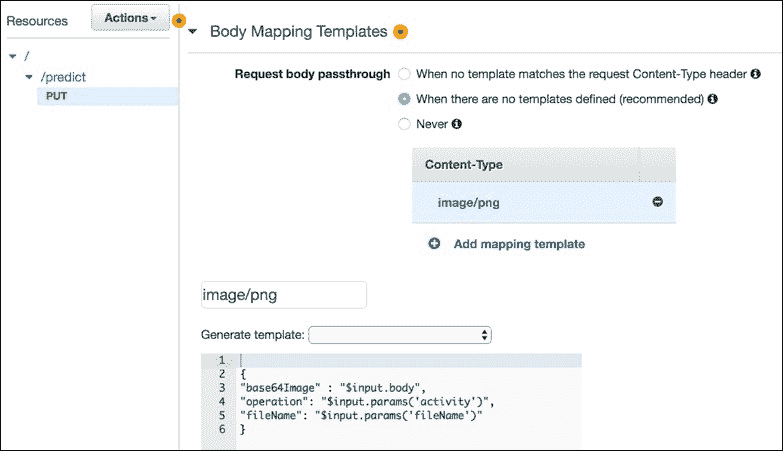 Resources
Actions
/
/predict
PUT
Body Mapping Templates
Request body passthrough
When no template matches the request Content-Type header
When there are no templates defined (recommended)
Never
Content-Type
image/png
Add mapping template
image/png
Generate template:
1
2 {
3 "base64Image" : "$input.body",
4 "operation": "$input.params('activity')",
5 "fileName": "$input.params('fileName')"
6 }